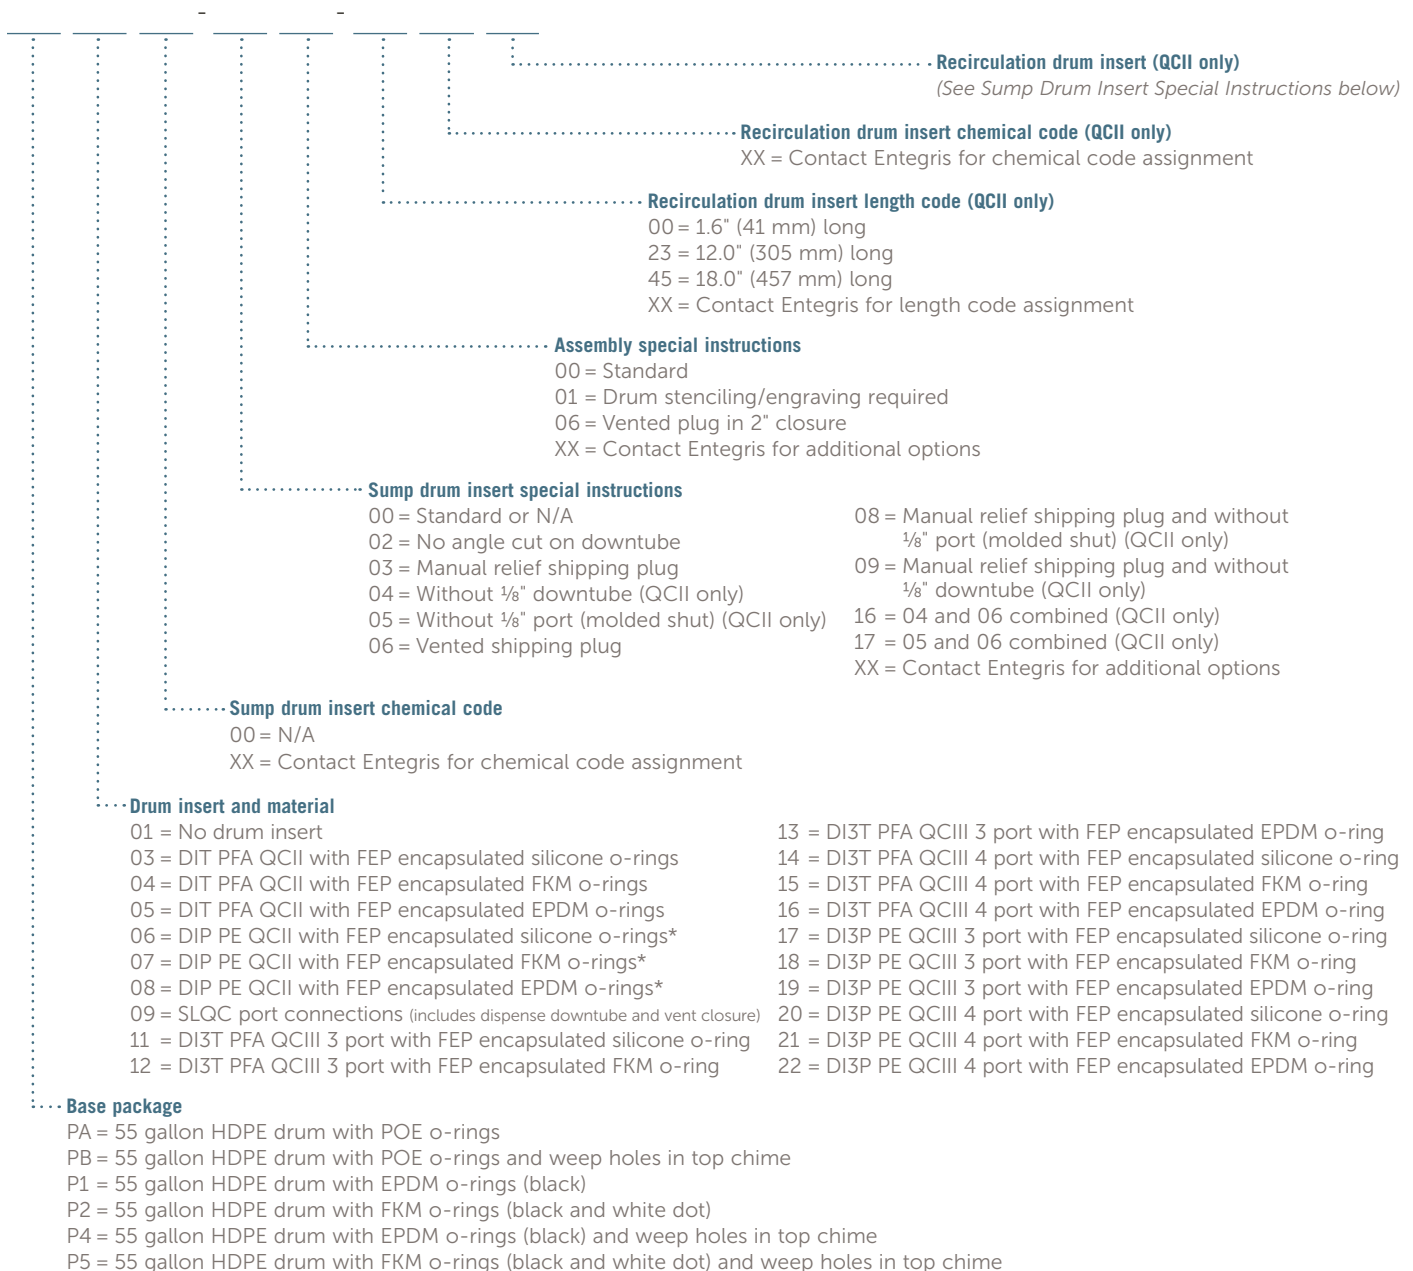 - -
Recirculation drum insert (QCII only)
(See Sump Drum Insert Special Instructions below)
Recirculation drum insert chemical code (QCII only)
XX = Contact Entegris for chemical code assignment
Recirculation drum insert length code (QCII only)
00 = 1.6" (41 mm) long
23 = 12.0" (305 mm) long
45 = 18.0" (457 mm) long
XX = Contact Entegris for length code assignment
Assembly special instructions
00 = Standard
01 = Drum stenciling/engraving required
06 = Vented plug in 2" closure
XX = Contact Entegris for additional options
Sump drum insert special instructions
00 = Standard or N/A
02 = No angle cut on downtube
03 = Manual relief shipping plug
04 = Without ⅛" downtube (QCII only)
05 = Without ⅛" port (molded shut) (QCII only)
06 = Vented shipping plug
08 = Manual relief shipping plug and without
⅛" port (molded shut) (QCII only)
09 = Manual relief shipping plug and without
⅛" downtube (QCII only)
16 = 04 and 06 combined (QCII only)
17 = 05 and 06 combined (QCII only)
XX = Contact Entegris for additional options
Sump drum insert chemical code
00 = N/A
XX = Contact Entegris for chemical code assignment
Drum insert and material
01 = No drum insert
03 = DIT PFA QCII with FEP encapsulated silicone o-rings
04 = DIT PFA QCII with FEP encapsulated FKM o-rings
05 = DIT PFA QCII with FEP encapsulated EPDM o-rings
06 = DIP PE QCII with FEP encapsulated silicone o-rings*
07 = DIP PE QCII with FEP encapsulated FKM o-rings*
08 = DIP PE QCII with FEP encapsulated EPDM o-rings*
09 = SLQC port connections (includes dispense downtube and vent closure)
11 = DI3T PFA QCIII 3 port with FEP encapsulated silicone o-ring
12 = DI3T PFA QCIII 3 port with FEP encapsulated FKM o-ring
13 = DI3T PFA QCIII 3 port with FEP encapsulated EPDM o-ring
14 = DI3T PFA QCIII 4 port with FEP encapsulated silicone o-ring
15 = DI3T PFA QCIII 4 port with FEP encapsulated FKM o-ring
16 = DI3T PFA QCIII 4 port with FEP encapsulated EPDM o-ring
17 = DI3P PE QCIII 3 port with FEP encapsulated silicone o-ring
18 = DI3P PE QCIII 3 port with FEP encapsulated FKM o-ring
19 = DI3P PE QCIII 3 port with FEP encapsulated EPDM o-ring
20 = DI3P PE QCIII 4 port with FEP encapsulated silicone o-ring
21 = DI3P PE QCIII 4 port with FEP encapsulated FKM o-ring
22 = DI3P PE QCIII 4 port with FEP encapsulated EPDM o-ring
Base package
PA = 55 gallon HDPE drum with POE o-rings
PB = 55 gallon HDPE drum with POE o-rings and weep holes in top chime
P1 = 55 gallon HDPE drum with EPDM o-rings (black)
P2 = 55 gallon HDPE drum with FKM o-rings (black and white dot)
P4 = 55 gallon HDPE drum with EPDM o-rings (black) and weep holes in top chime
P5 = 55 gallon HDPE drum with FKM o-rings (black and white dot) and weep holes in top chime